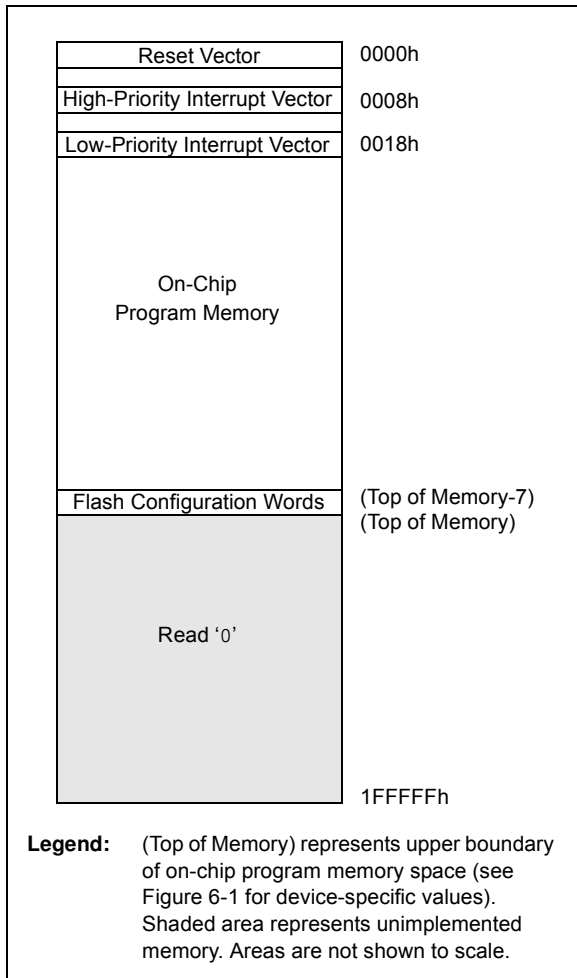 Reset Vector 0000h
High-Priority Interrupt Vector 0008h
Low-Priority Interrupt Vector 0018h
On-Chip
Program Memory
Flash Configuration Words (Top of Memory-7)
(Top of Memory)
Read ‘0’
1FFFFFh
Legend: (Top of Memory) represents upper boundary
of on-chip program memory space (see
Figure 6-1 for device-specific values).
Shaded area represents unimplemented
memory. Areas are not shown to scale.